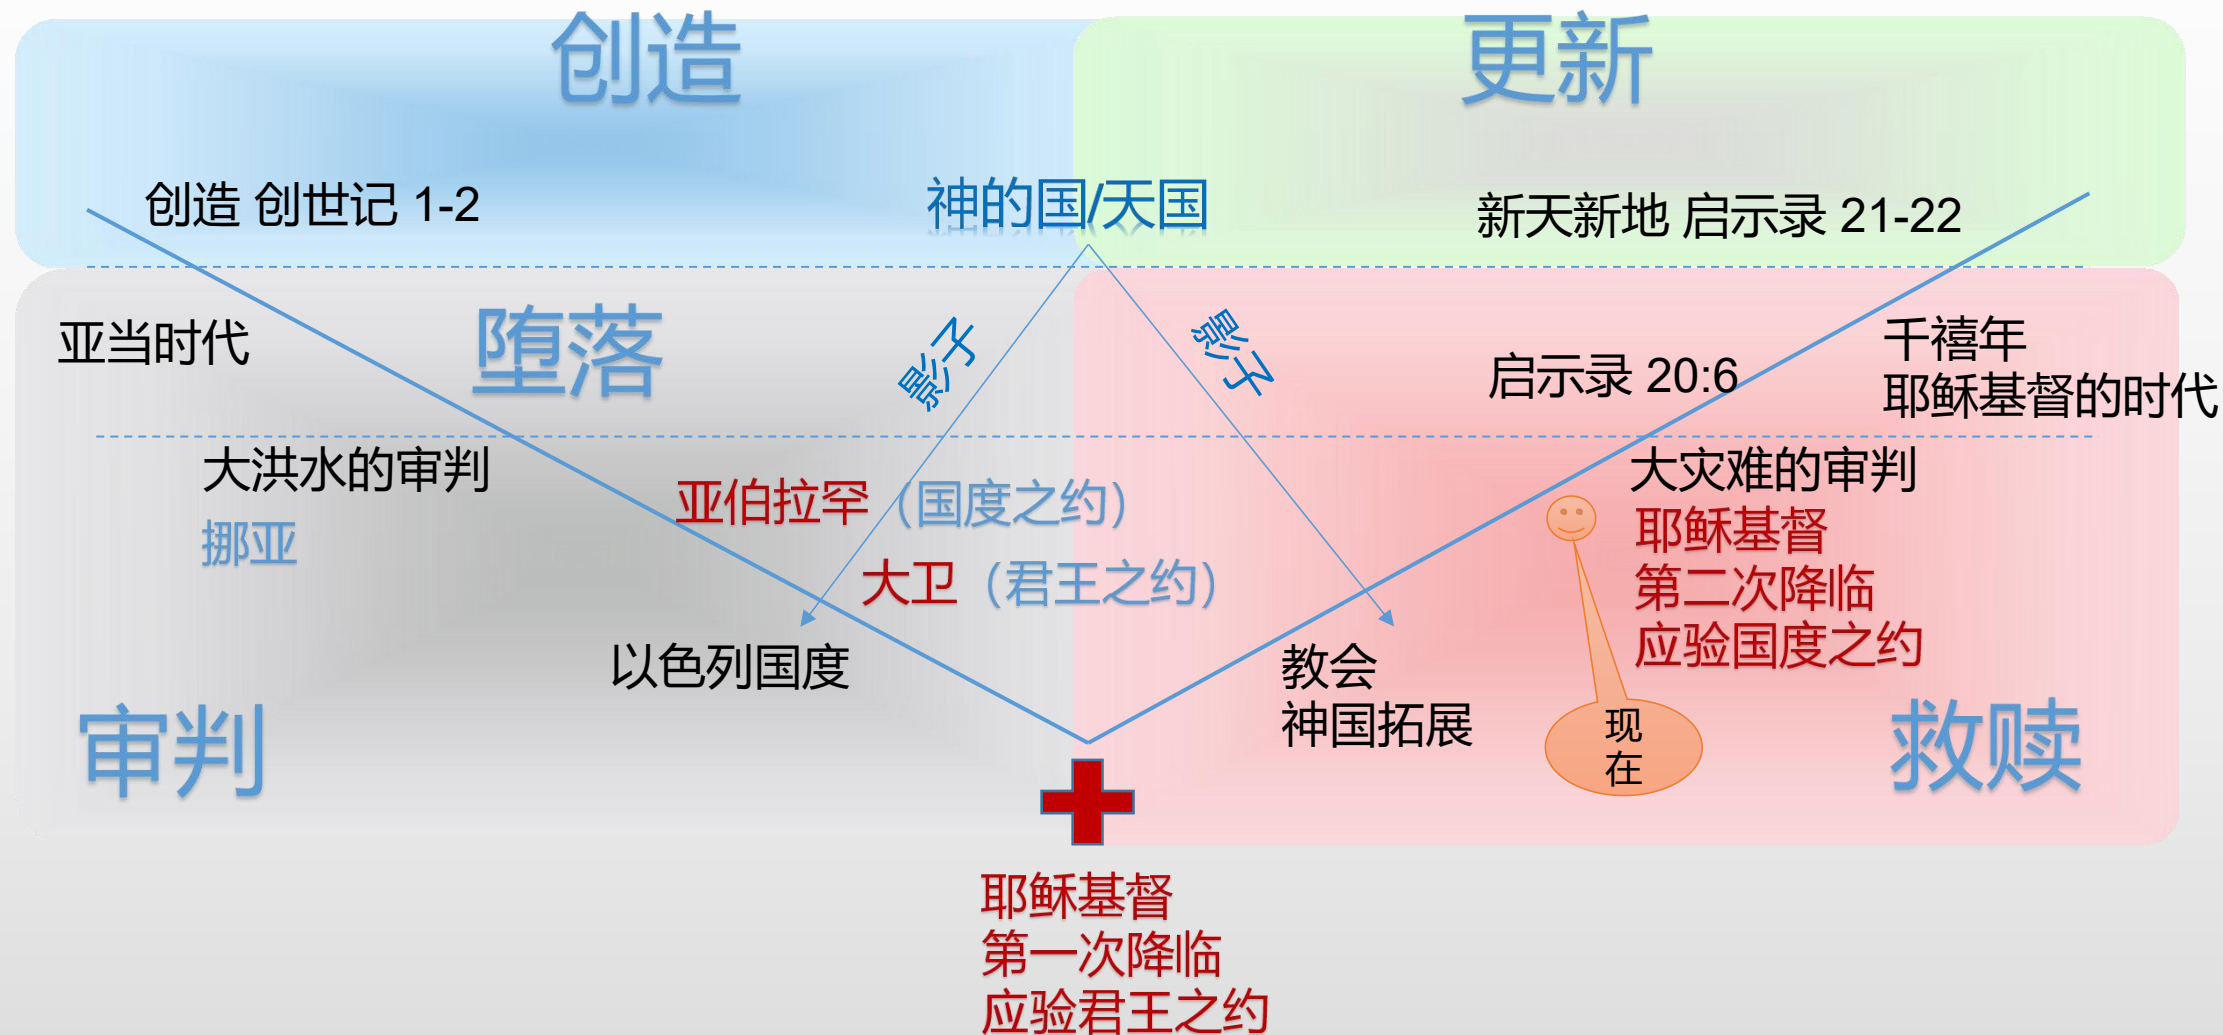 创造
更新
创造 创世记 1-2
神的国/天国
新天新地 启示录 21-22
亚当时代
堕落
影子
影子
启示录 20:6
千禧年
耶稣基督的时代
大洪水的审判
挪亚
亚伯拉罕（国度之约）
大卫（君王之约）
大灾难的审判
耶稣基督
第二次降临
应验国度之约
以色列国度
教会
神国拓展
现
在
审判
救赎
耶稣基督
第一次降临
应验君王之约